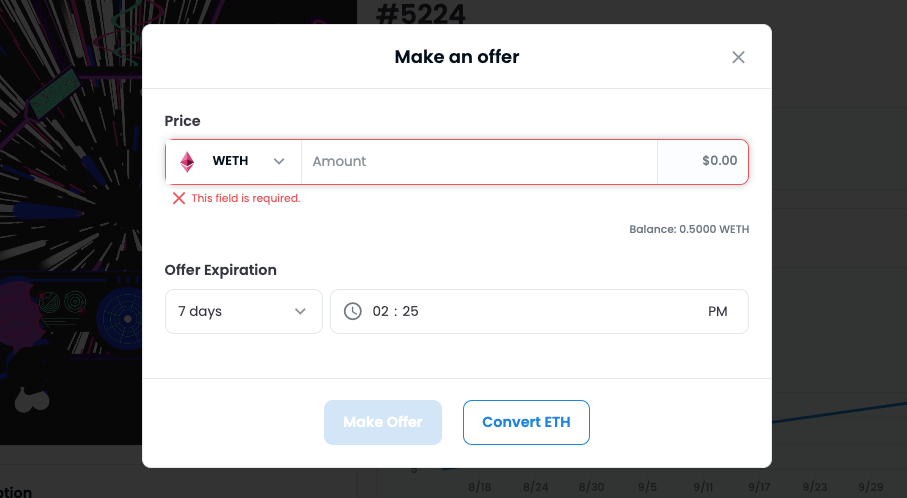 #5224
Make an offer
Price
WETH Amount $0.00
This field is required.
Balance: 0.5000 WETH
Offer Expiration
7 days 02 : 25 PM
Make Offer Convert ETH
8/18 8/24 8/30 9/5 9/11 9/17 9/23 9/29